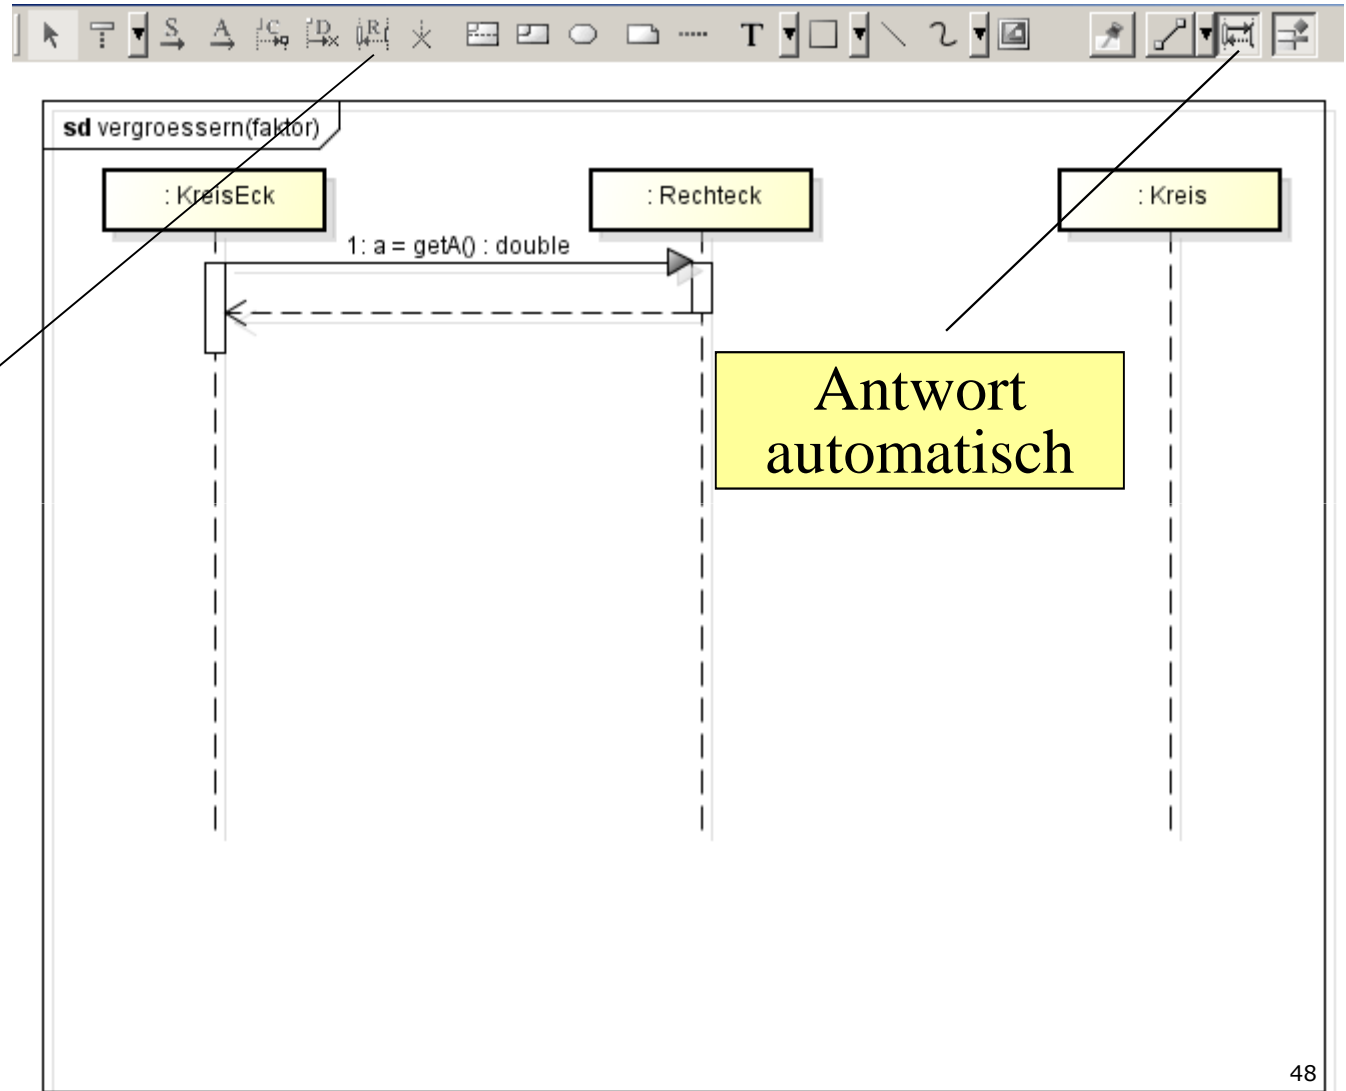 S A C D R T
sd vergroessern(faktor)
: KreisEck : Rechteck : Kreis
1: a = getA() : double
Antwort
automatisch
48